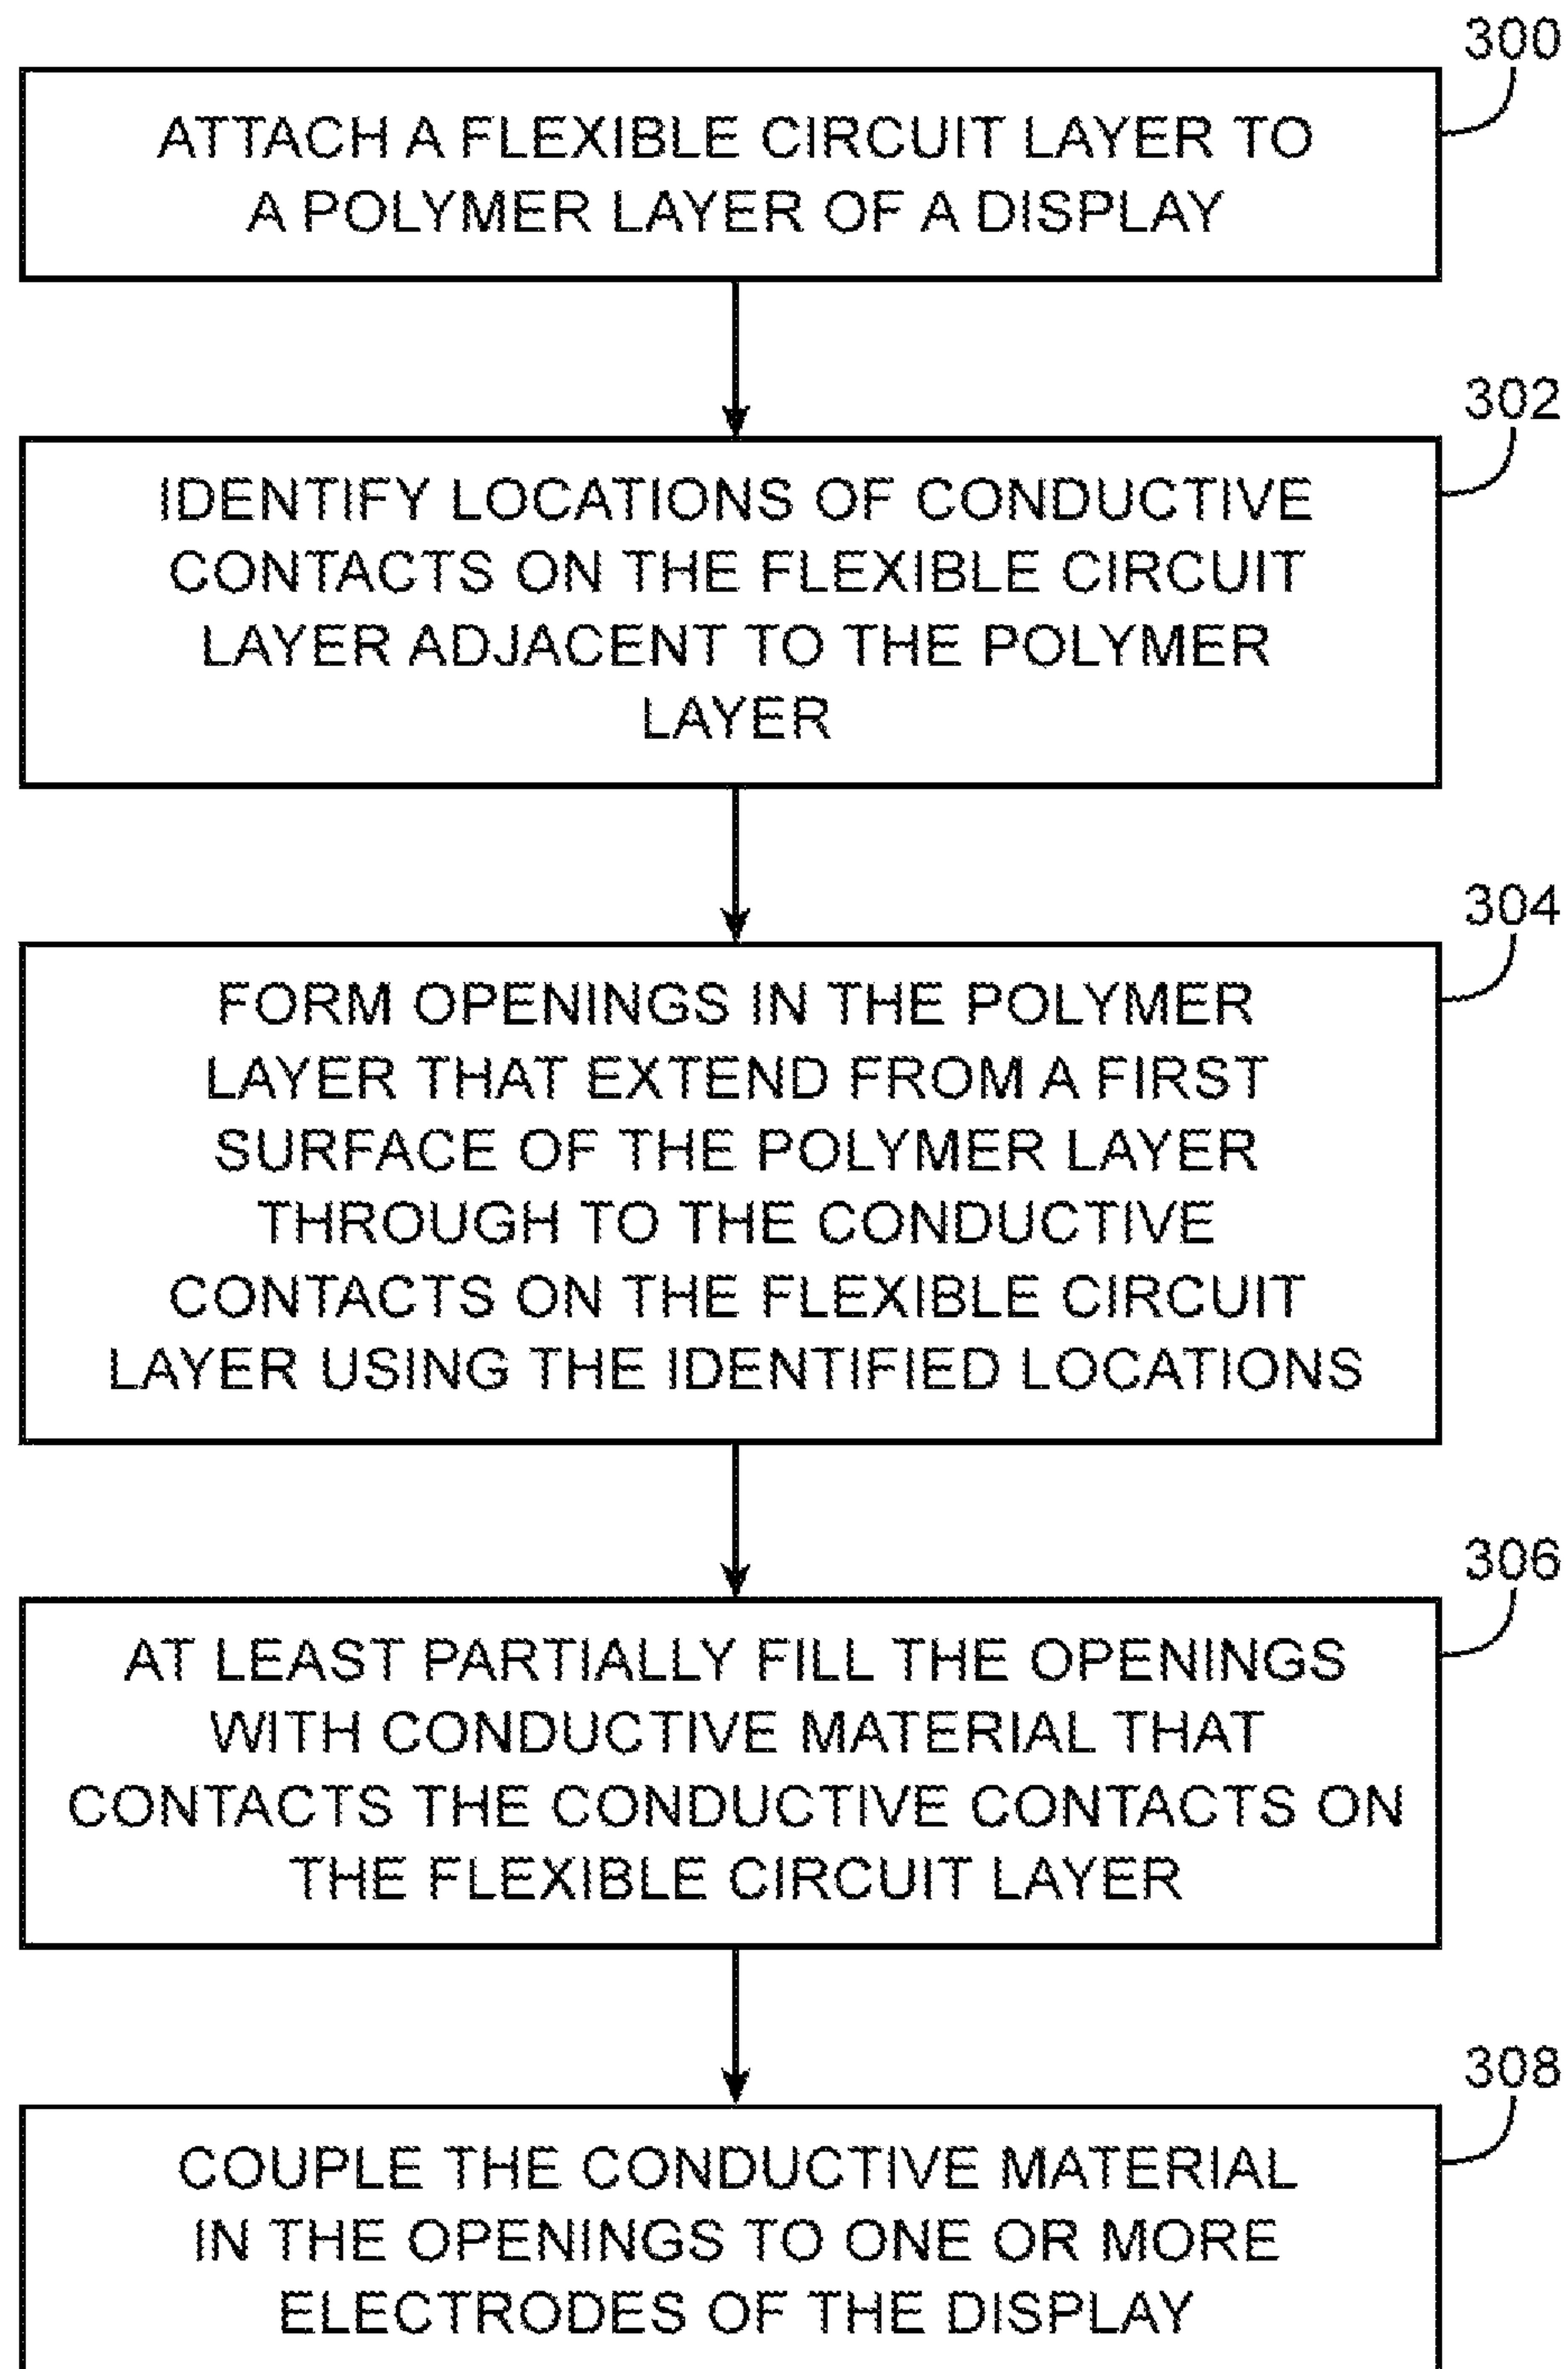 300
ATTACH A FLEXIBLE CIRCUIT LAYER TO
A POLYMER LAYER OF A DISPLAY
302
IDENTIFY LOCATIONS OF CONDUCTIVE
CONTACTS ON THE FLEXIBLE CIRCUIT
LAYER ADJACENT TO THE POLYMER
LAYER
304
FORM OPENINGS IN THE POLYMER
LAYER THAT EXTEND FROM A FIRST
SURFACE OF THE POLYMER LAYER
THROUGH TO THE CONDUCTIVE
CONTACTS ON THE FLEXIBLE CIRCUIT
LAYER USING THE IDENTIFIED LOCATIONS
306
AT LEAST PARTIALLY FILL THE OPENINGS
WITH CONDUCTIVE MATERIAL THAT
CONTACTS THE CONDUCTIVE CONTACTS ON
THE FLEXIBLE CIRCUIT LAYER
308
COUPLE THE CONDUCTIVE MATERIAL
IN THE OPENINGS TO ONE OR MORE
ELECTRODES OF THE DISPLAY